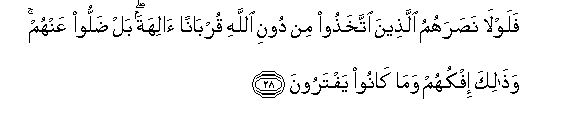 فَلَوْلَا نَصَرَهُمُ ٱلَّذِينَ ٱتَّخَذُوا۟ مِن دُونِ ٱللَّهِ قُرْبَانًا ءَالِهَةَۢ ۖ بَلْ ضَلُّوا۟ عَنْهُمْ ۚ
وَذَٰلِكَ إِفْكُهُمْ وَمَا كَانُوا۟ يَفْتَرُونَ ﴿٢٨﴾